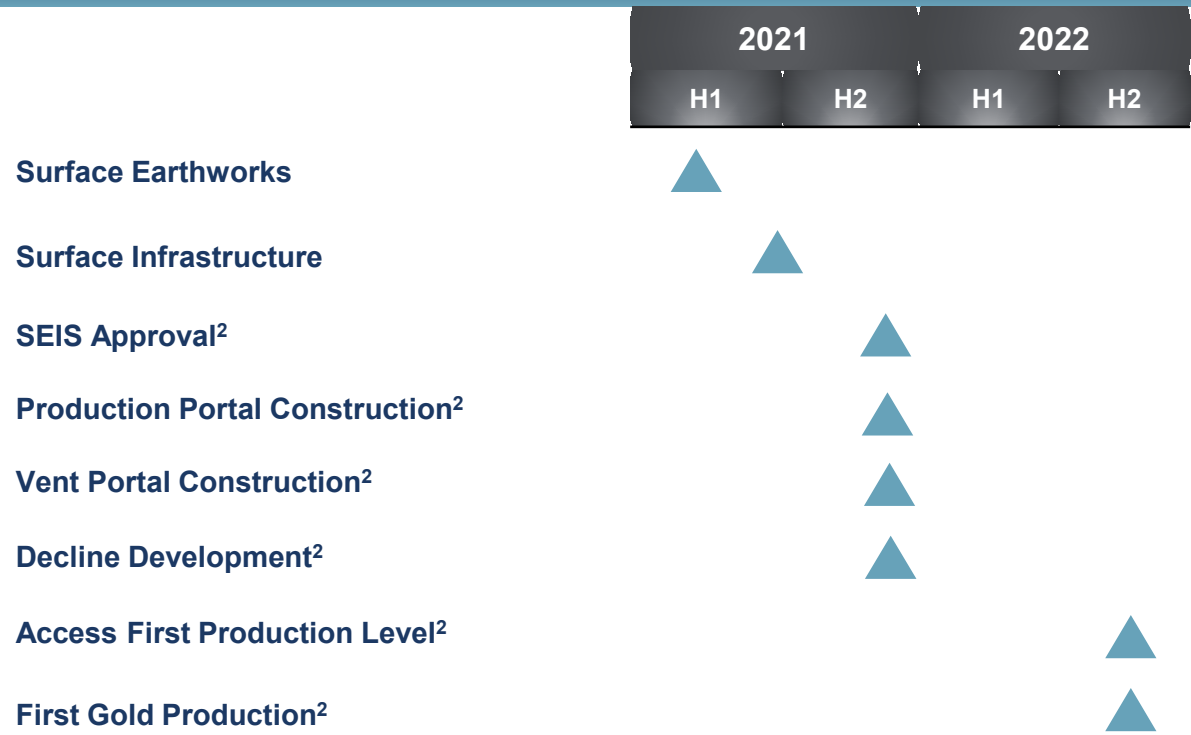 2021 2022
H1 H2 H1 H2
Surface Earthworks
Surface Infrastructure
SEIS Approval²
Production Portal Construction²
Vent Portal Construction²
Decline Development²
Access First Production Level²
First Gold Production²